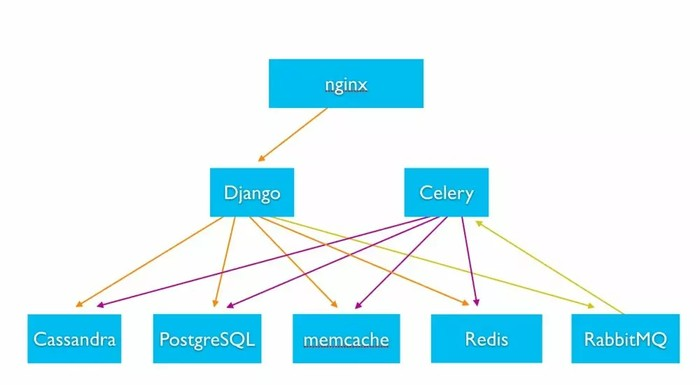 nginx
Django
Celery
Cassandra
PostgreSQL
memcache
Redis
RabbitMQ